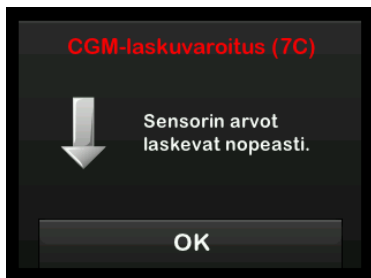 CGM-laskuvaroitus (7C)
Sensorin arvot
laskevat nopeasti.
OK